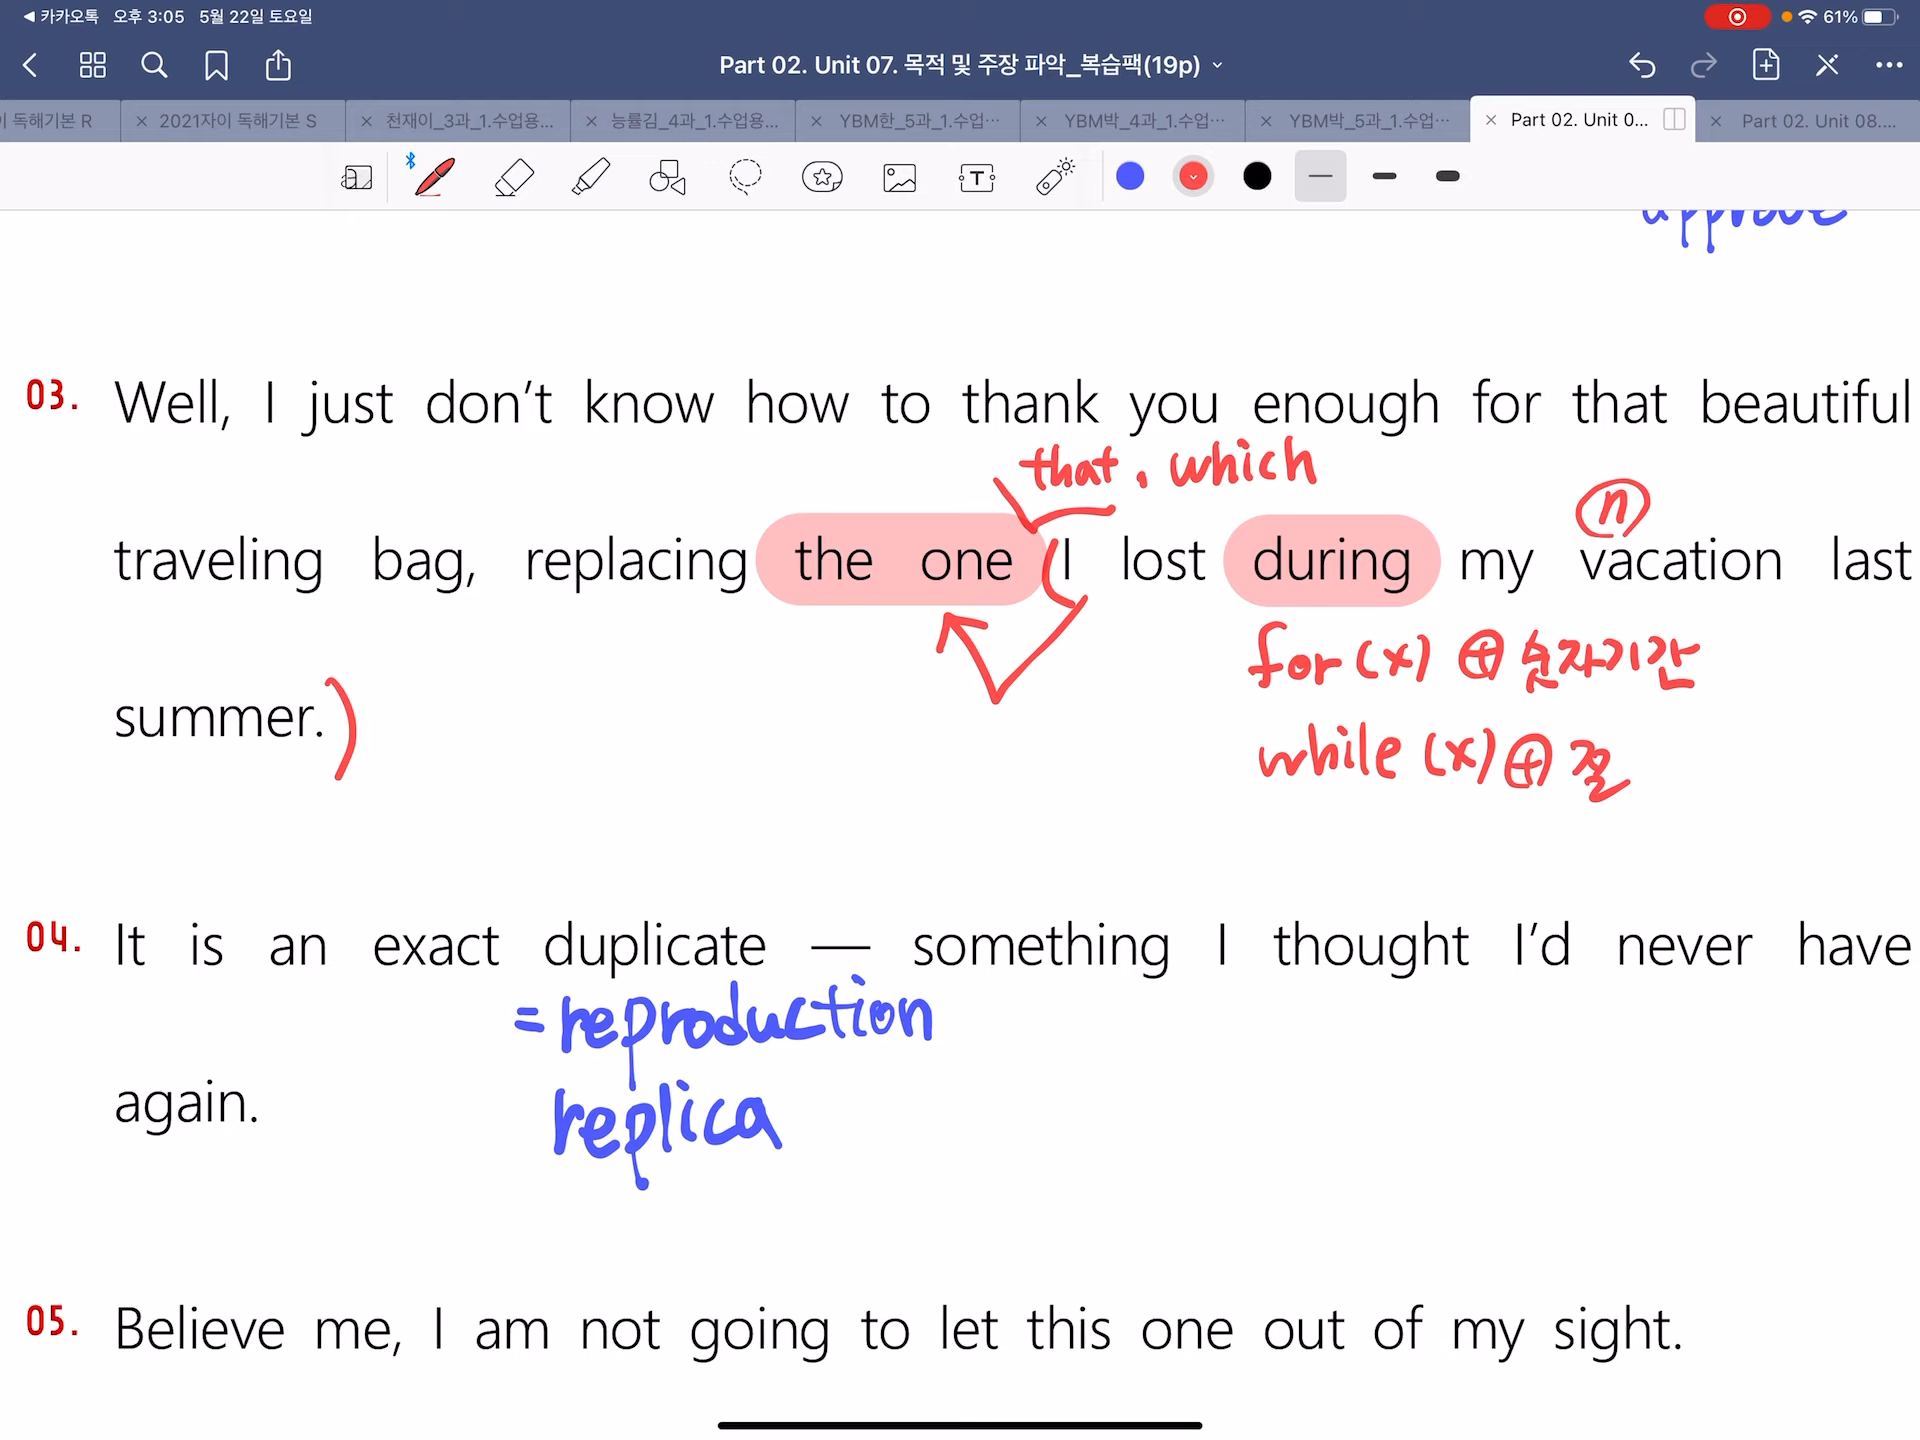 ◀ 카카오톡 오후 3:05 5월 22일 토요일 61%
Part 02. Unit 07. 목적 및 주장 파악_복습팩(19p)
독해기본 R × 2021자이 독해기본 S × 천재이_3과_1.수업용... × 능률김_4과_1.수업용... × YBM한_5과_1.수업... × YBM박_4과_1.수업... × YBM박_5과_1.수업... × Part 02. Unit 0... × Part 02. Unit 08....
approve
03. Well, I just don't know how to thank you enough for that beautiful
that, which
n
traveling bag, replacing the one (I lost during my vacation last
for (x) ⊕ 숫자기간
summer.)
while (x) ⊕ 절
04. It is an exact duplicate — something I thought I'd never have
= reproduction
again.
replica
05. Believe me, I am not going to let this one out of my sight.